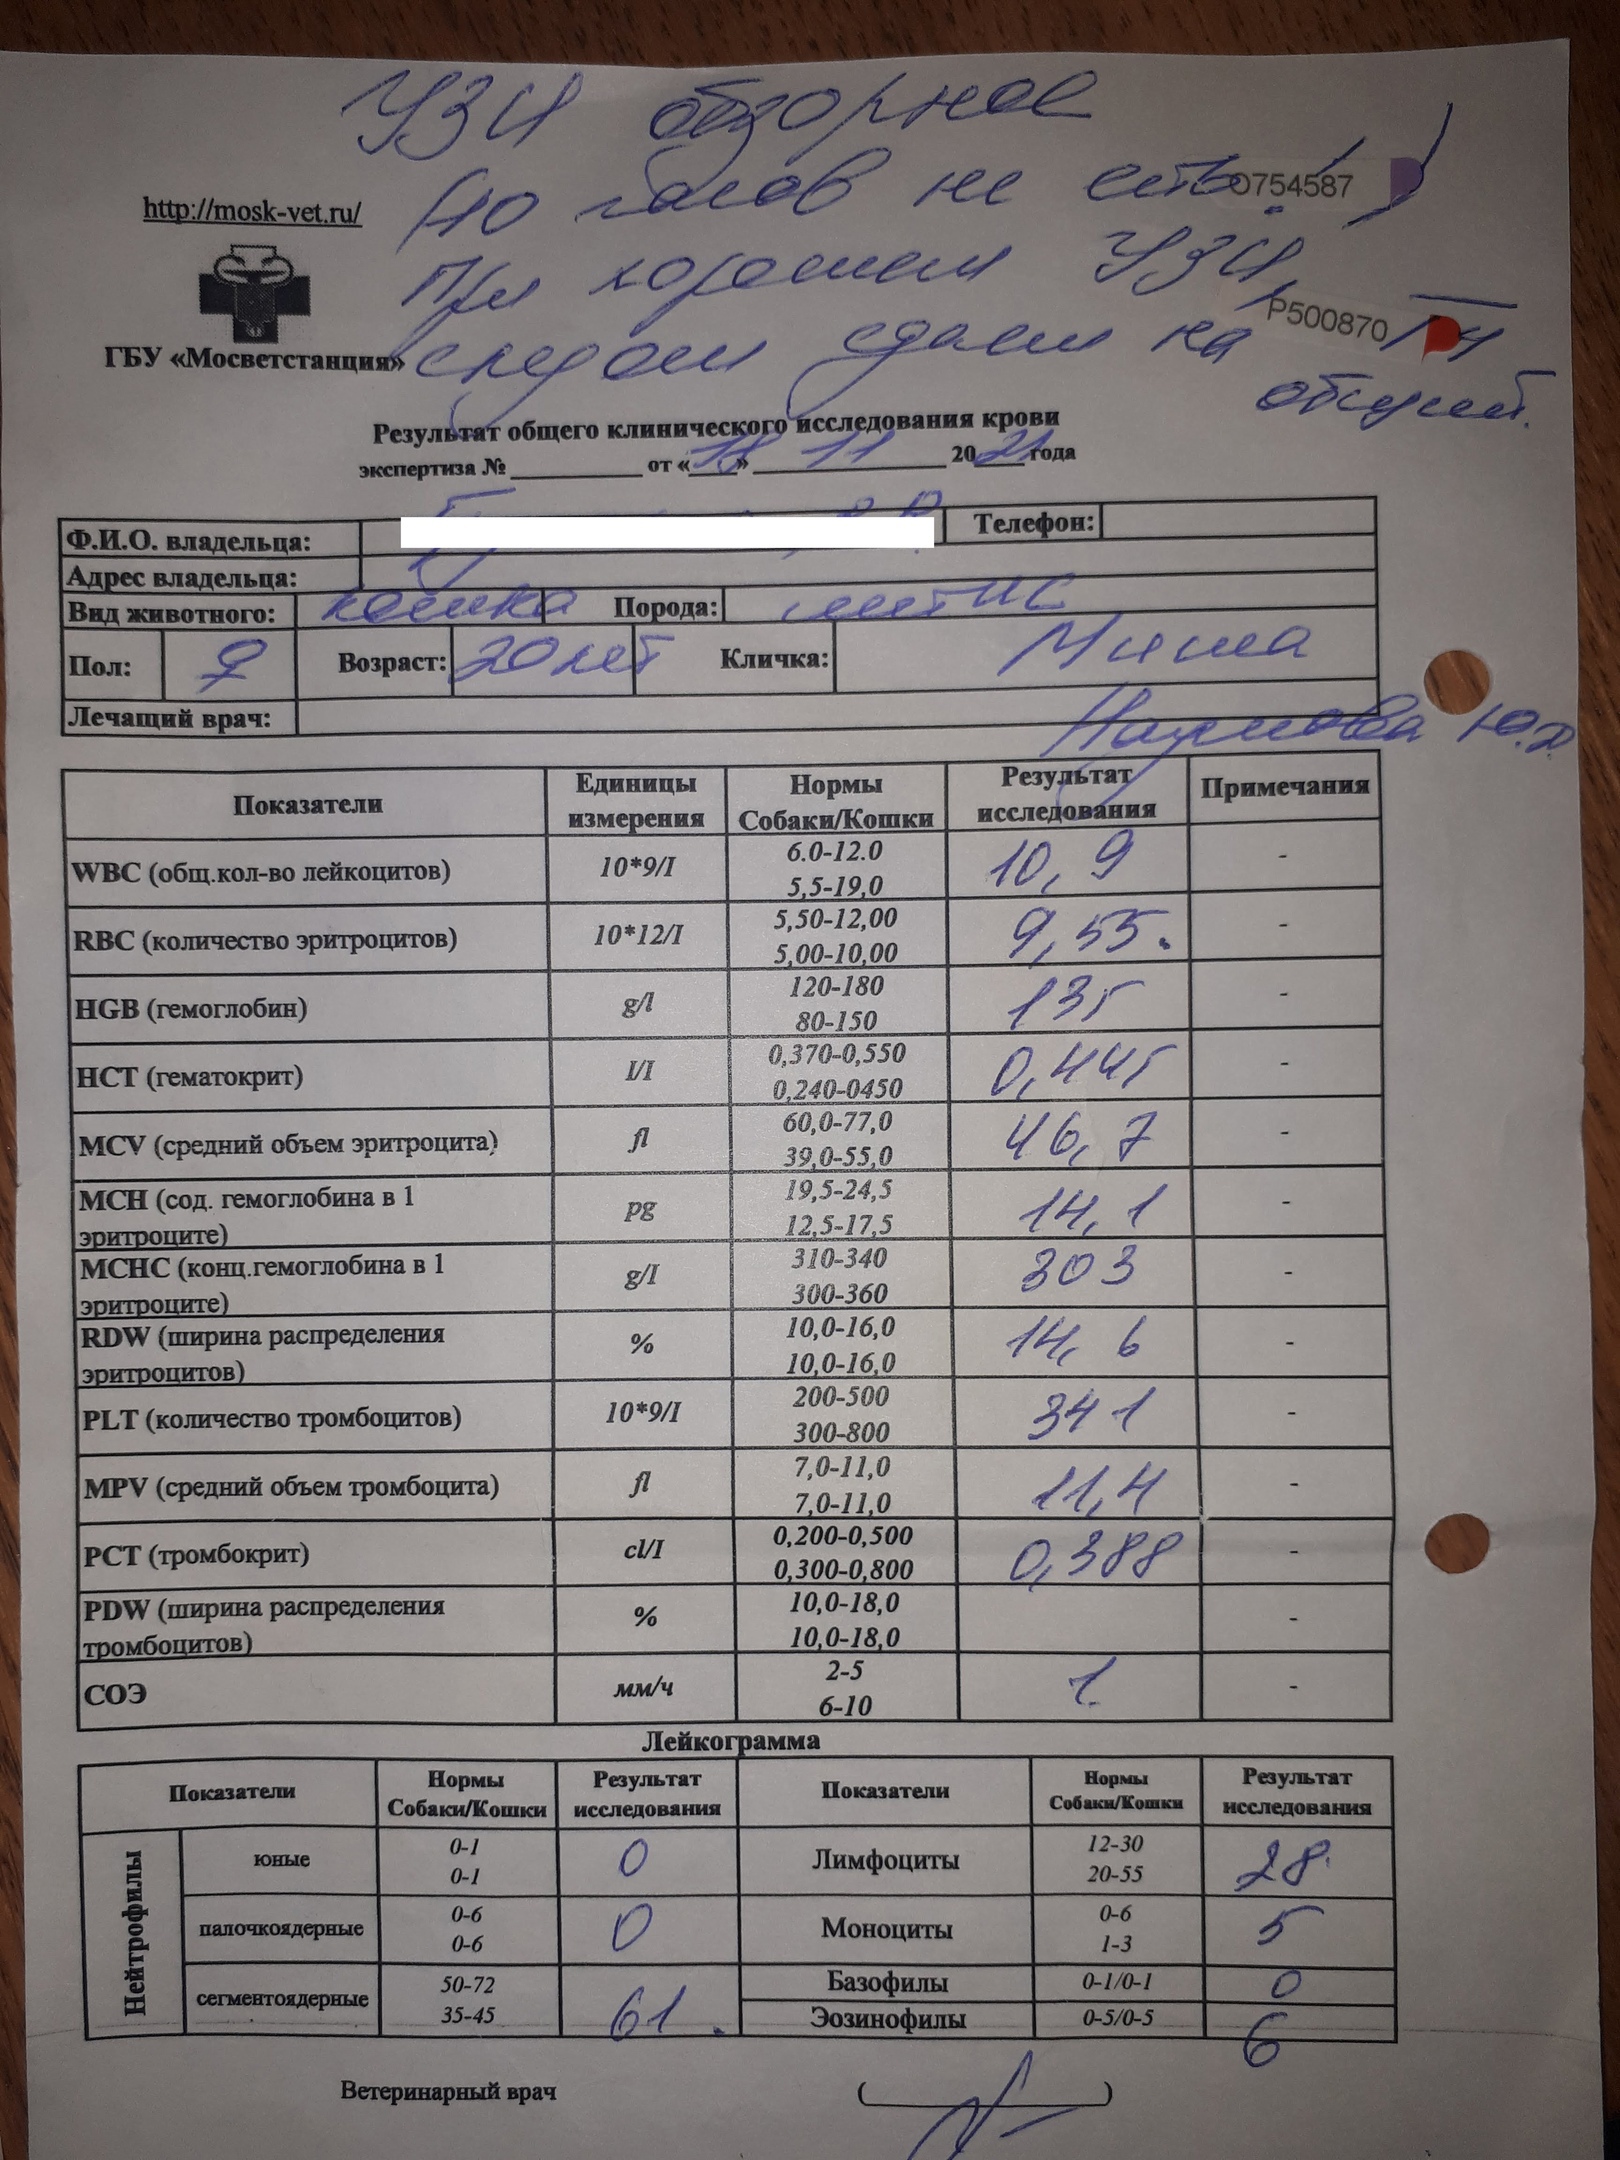 УЗИ обзорное
(10 часов не есть!)
O754587
При хорошем УЗИ,
http://mosk-vet.ru/
P500870
следом сдаем на Т4
общий.
ГБУ «Мосветстанция»
Результат общего клинического исследования крови
экспертиза № от «18» 11 2021 года
Ф.И.О. владельца: Телефон:
Адрес владельца:
Вид животного: кошка Порода: метис
Пол: ♀ Возраст: 20 лет Кличка: Миша
Лечащий врач: Наумова Ю.
Показатели Единицы измерения Нормы Собаки/Кошки Результат исследования Примечания
WBC (общ.кол-во лейкоцитов) 10*9/I 6.0-12.0 5,5-19,0 10,9 -
RBC (количество эритроцитов) 10*12/I 5,50-12,00 5,00-10,00 9,55. -
HGB (гемоглобин) g/l 120-180 80-150 135 -
HCT (гематокрит) I/I 0,370-0,550 0,240-0450 0,445 -
MCV (средний объем эритроцита) fl 60,0-77,0 39,0-55,0 46,7 -
MCH (сод. гемоглобина в 1 эритроците) pg 19,5-24,5 12,5-17,5 14,1 -
MCHC (конц.гемоглобина в 1 эритроците) g/I 310-340 300-360 303 -
RDW (ширина распределения эритроцитов) % 10,0-16,0 10,0-16,0 14,6 -
PLT (количество тромбоцитов) 10*9/I 200-500 300-800 341 -
MPV (средний объем тромбоцита) fl 7,0-11,0 7,0-11,0 11,4 -
PCT (тромбокрит) cl/I 0,200-0,500 0,300-0,800 0,388 -
PDW (ширина распределения тромбоцитов) % 10,0-18,0 10,0-18,0 -
СОЭ мм/ч 2-5 6-10 1 -
Лейкограмма
Показатели Нормы Собаки/Кошки Результат исследования Показатели Нормы Собаки/Кошки Результат исследования
Нейтрофилы
юные 0-1 0-1 0 Лимфоциты 12-30 20-55 28
палочкоядерные 0-6 0-6 0 Моноциты 0-6 1-3 5
сегментоядерные 50-72 35-45 61. Базофилы 0-1/0-1 0
Эозинофилы 0-5/0-5 6
Ветеринарный врач ( )